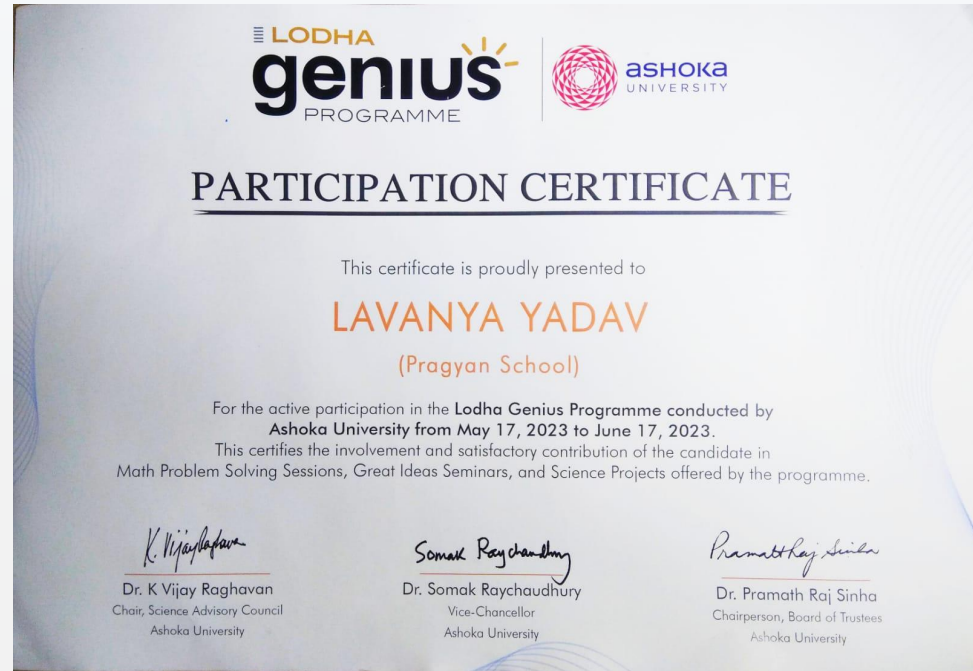 LODHA
genius
PROGRAMME
ASHOKA
UNIVERSITY
PARTICIPATION CERTIFICATE
This certificate is proudly presented to
LAVANYA YADAV
(Pragyan School)
For the active participation in the Lodha Genius Programme conducted by
Ashoka University from May 17, 2023 to June 17, 2023.
This certifies the involvement and satisfactory contribution of the candidate in
Math Problem Solving Sessions, Great Ideas Seminars, and Science Projects offered by the programme.
K. VijayRaghavan
Dr. K Vijay Raghavan
Chair, Science Advisory Council
Ashoka University
Somak Raychaudhury
Dr. Somak Raychaudhury
Vice-Chancellor
Ashoka University
Pramath Raj Sinha
Dr. Pramath Raj Sinha
Chairperson, Board of Trustees
Ashoka University